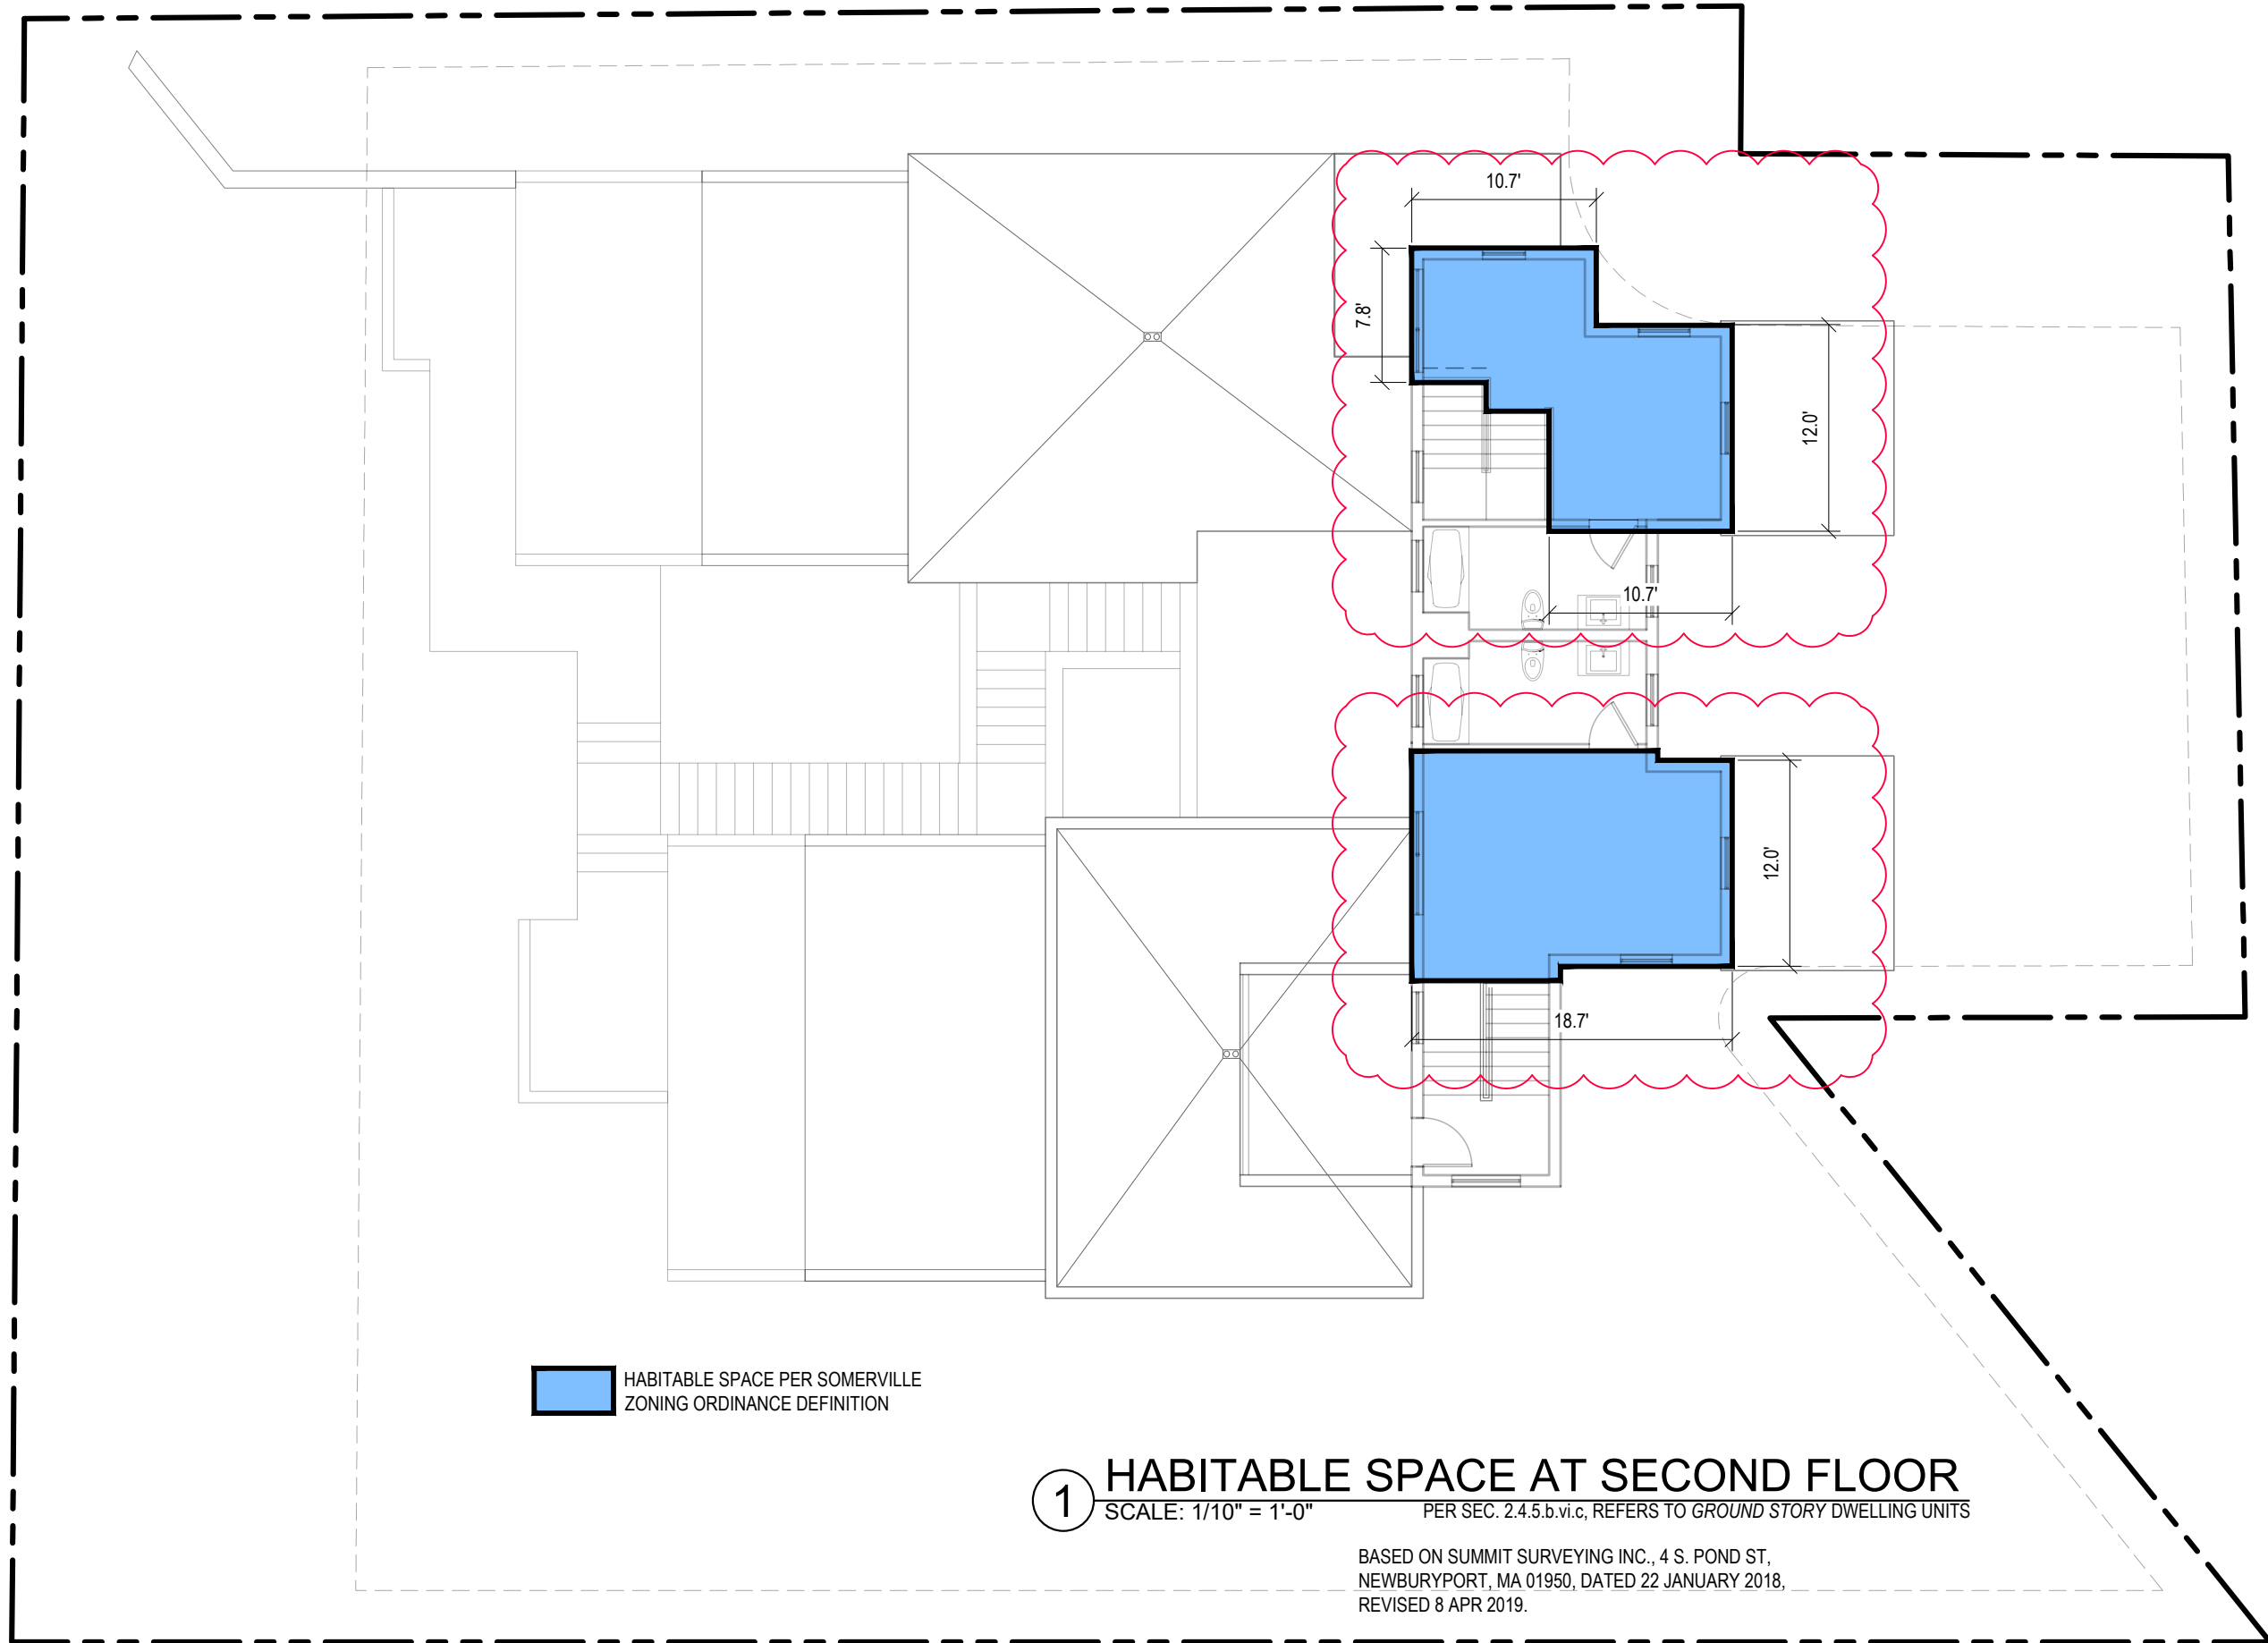 10.7'
7.8'
12.0'
10.7'
12.0'
18.7'
HABITABLE SPACE PER SOMERVILLE
ZONING ORDINANCE DEFINITION
1
HABITABLE SPACE AT SECOND FLOOR
SCALE: 1/10" = 1'-0"
PER SEC. 2.4.5.b.vi.c, REFERS TO GROUND STORY DWELLING UNITS
BASED ON SUMMIT SURVEYING INC., 4 S. POND ST,
NEWBURYPORT, MA 01950, DATED 22 JANUARY 2018,
REVISED 8 APR 2019.